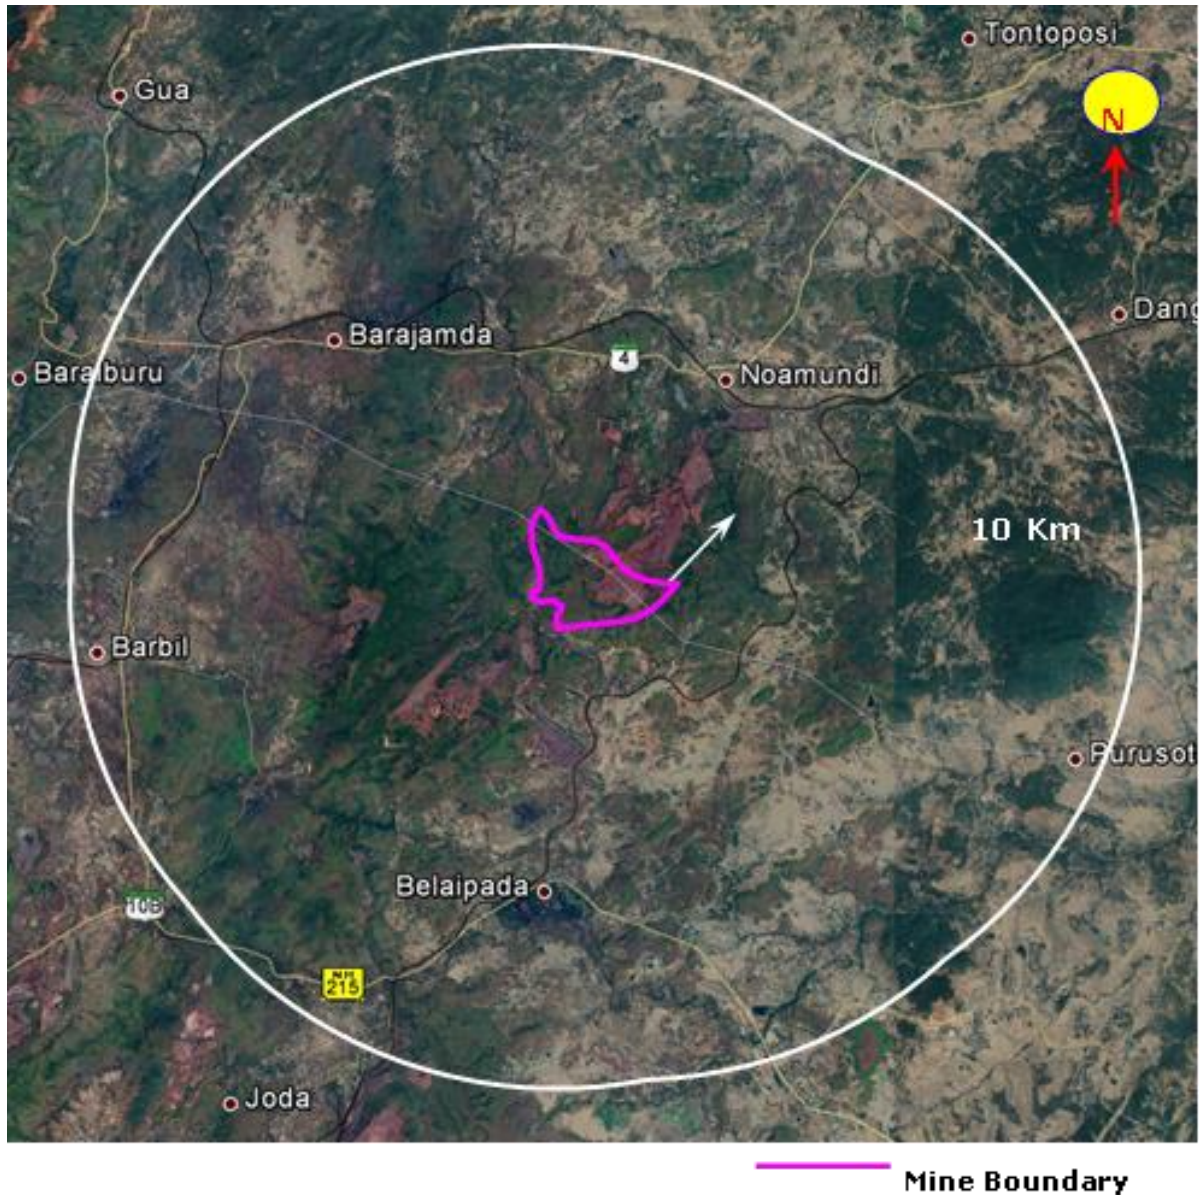 Tontoposi
Gua
N
Dang
Barajamda
4
Baraiburu
Noamundi
10 Km
Barbil
Purusot
Belaipada
10B
NH
215
Joda
Mine Boundary